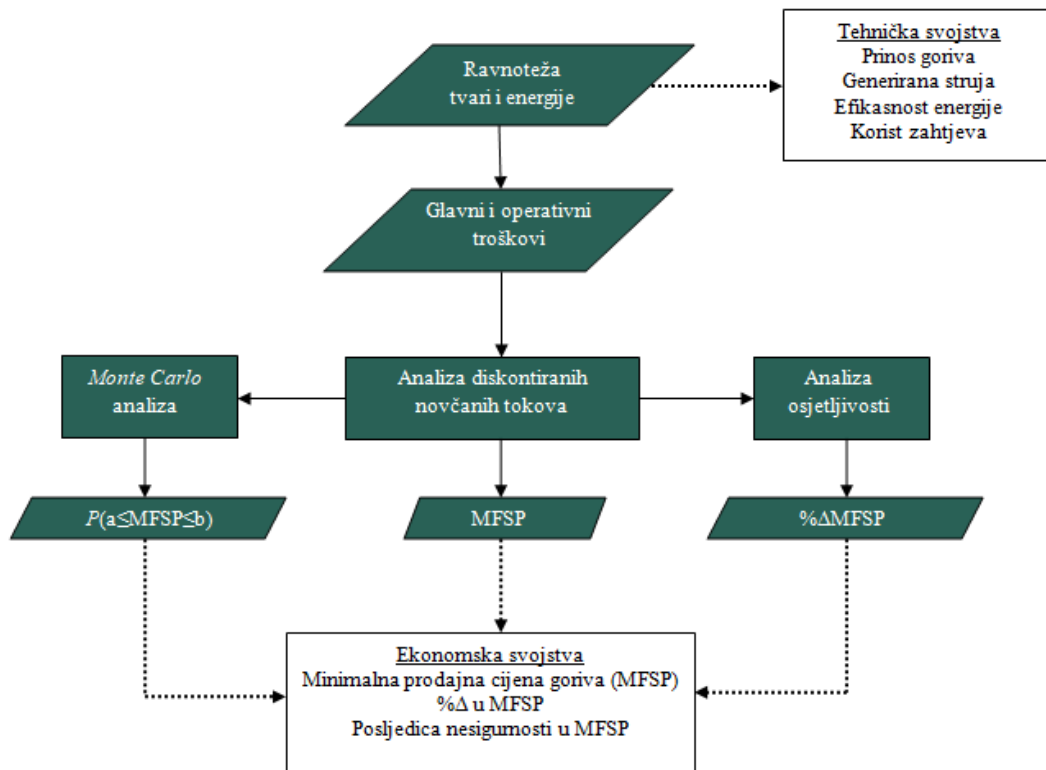 Tehnička svojstva
Prinos goriva
Generirana struja
Efikasnost energije
Korist zahtjeva
Ravnoteža
tvari i energije
Glavni i operativni
troškovi
Monte Carlo
analiza
Analiza diskontiranih
novčanih tokova
Analiza
osjetljivosti
P(a≤MFSP≤b)
MFSP
%ΔMFSP
Ekonomska svojstva
Minimalna prodajna cijena goriva (MFSP)
%Δ u MFSP
Posljedica nesigurnosti u MFSP